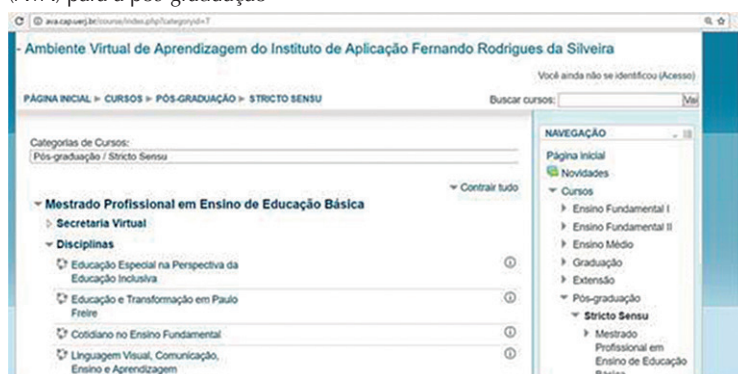 (AVA) para a pós-graduação
ava.cap.uerj.br/course/index.php?categoryid=7
- Ambiente Virtual de Aprendizagem do Instituto de Aplicação Fernando Rodrigues da Silveira
Você ainda não se identificou (Acesso)
PÁGINA INICIAL ► CURSOS ► PÓS-GRADUAÇÃO ► STRICTO SENSU
Buscar cursos:
Vai
Categorias de Cursos:
Pós-graduação / Stricto Sensu
Contrair tudo
Mestrado Profissional em Ensino de Educação Básica
Secretaria Virtual
Disciplinas
Educação Especial na Perspectiva da
Educação Inclusiva
Educação e Transformação em Paulo
Freire
Cotidiano no Ensino Fundamental
Linguagem Visual, Comunicação,
Ensino e Aprendizagem
NAVEGAÇÃO
Página inicial
Novidades
Cursos
Ensino Fundamental I
Ensino Fundamental II
Ensino Médio
Graduação
Extensão
Pós-graduação
Stricto Sensu
Mestrado
Profissional em
Ensino de Educação
Básica